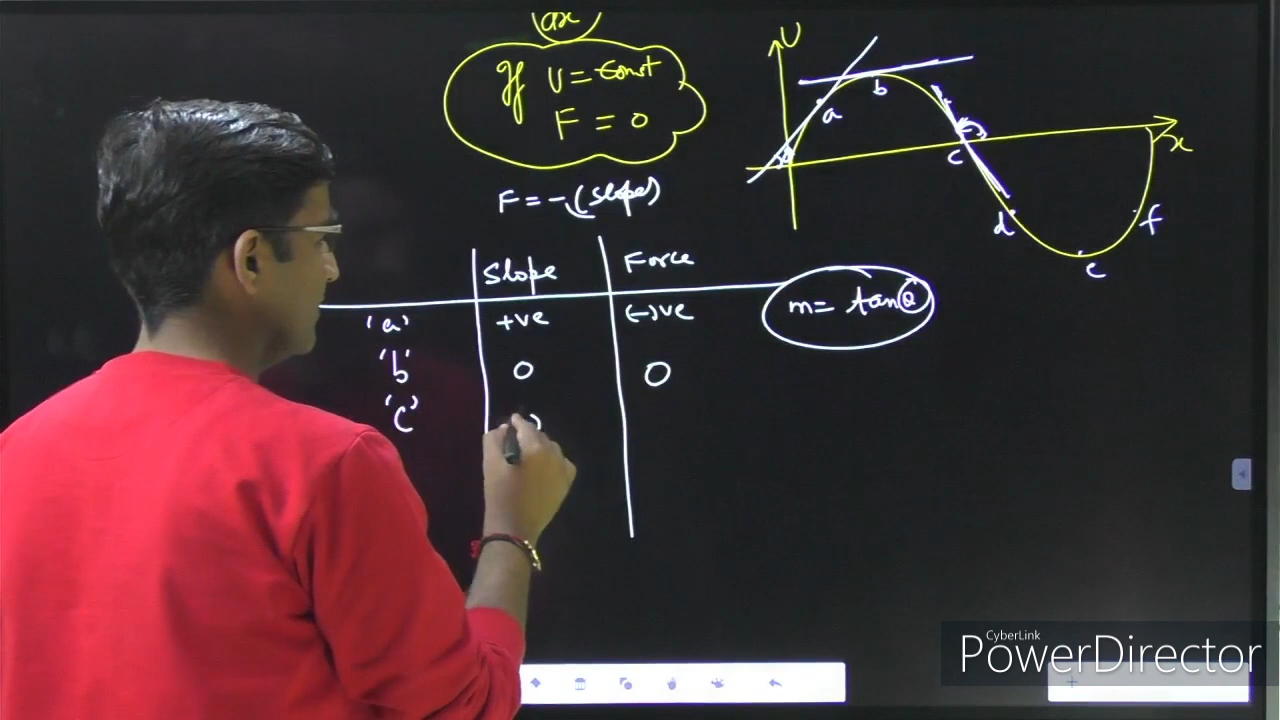 If U = Const
F = 0
F = -(Slope)
Slope Force
'a' +ve (-)ve
'b' 0 0
'c'
m = tanθ
U
a
b
c
d
e
f
x
CyberLink
PowerDirector